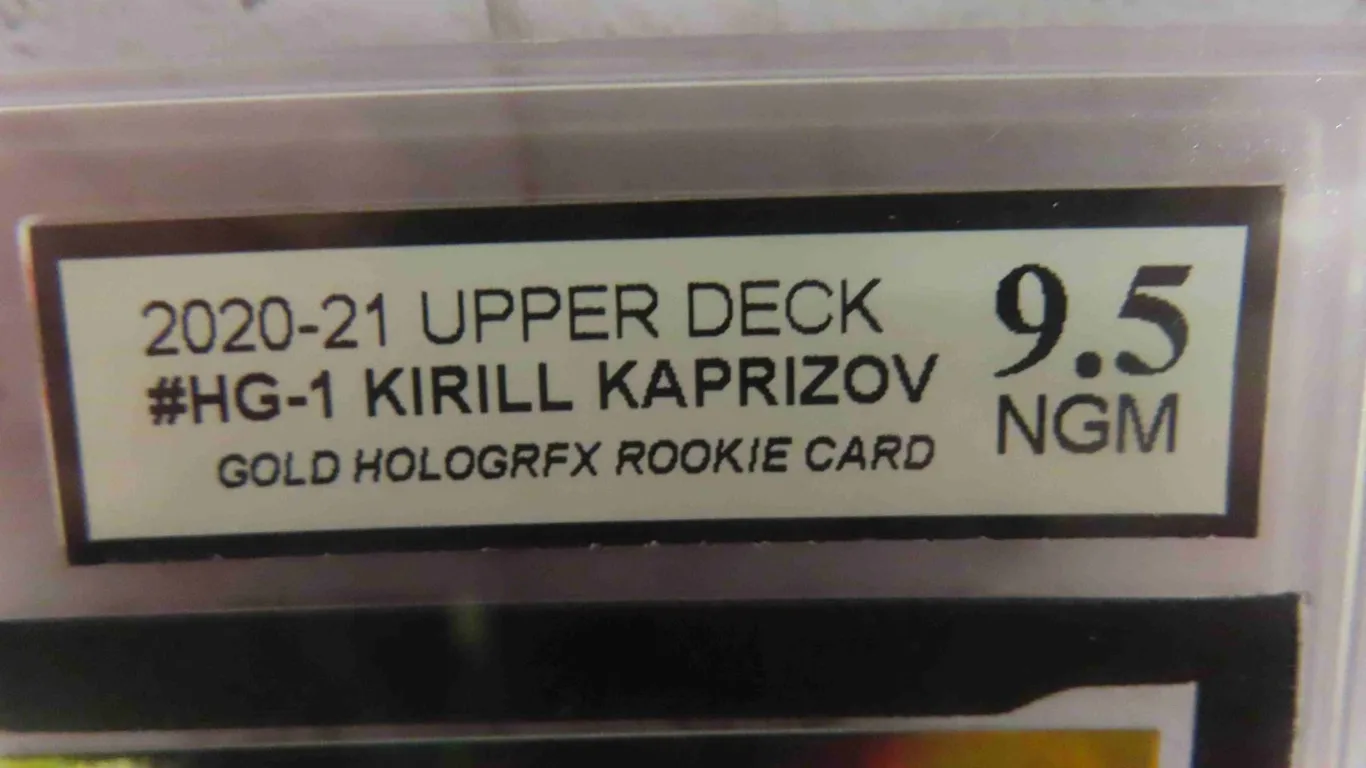 2020-21 UPPER DECK
#HG-1 KIRILL KAPRIZOV
GOLD HOLOGRFX ROOKIE CARD
9.5
NGM